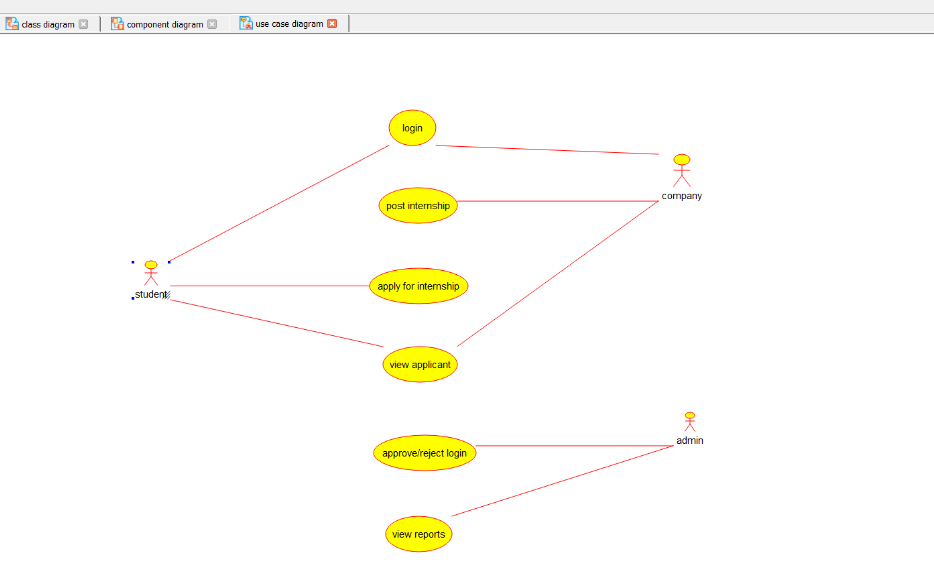 class diagram
component diagram
use case diagram
login
company
post internship
apply for internship
student
view applicant
admin
approve/reject login
view reports